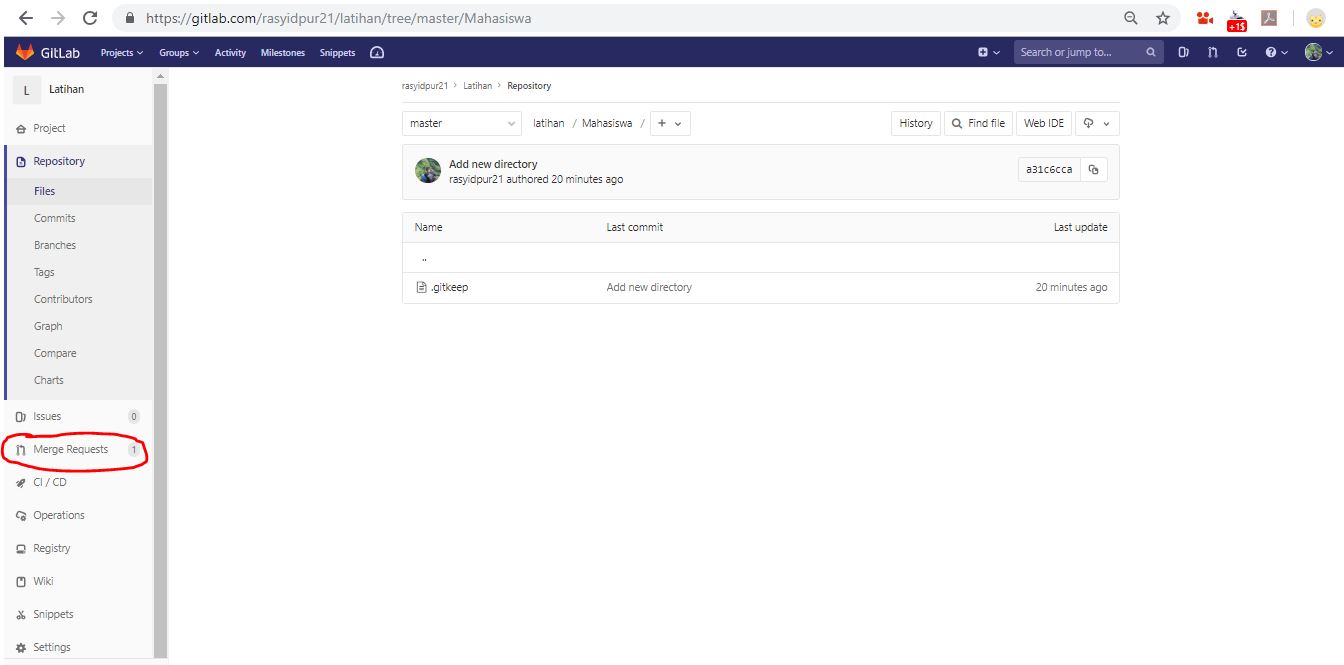 https://gitlab.com/rasyidpur21/latihan/tree/master/Mahasiswa
+1$
GitLab Projects Groups Activity Milestones Snippets Search or jump to...
L Latihan
Project
Repository
Files
Commits
Branches
Tags
Contributors
Graph
Compare
Charts
Issues 0
Merge Requests 1
CI / CD
Operations
Registry
Wiki
Snippets
Settings
rasyidpur21 > Latihan > Repository
master latihan / Mahasiswa / + History Find file Web IDE
Add new directory
rasyidpur21 authored 20 minutes ago
a31c6cca
Name Last commit Last update
..
.gitkeep Add new directory 20 minutes ago